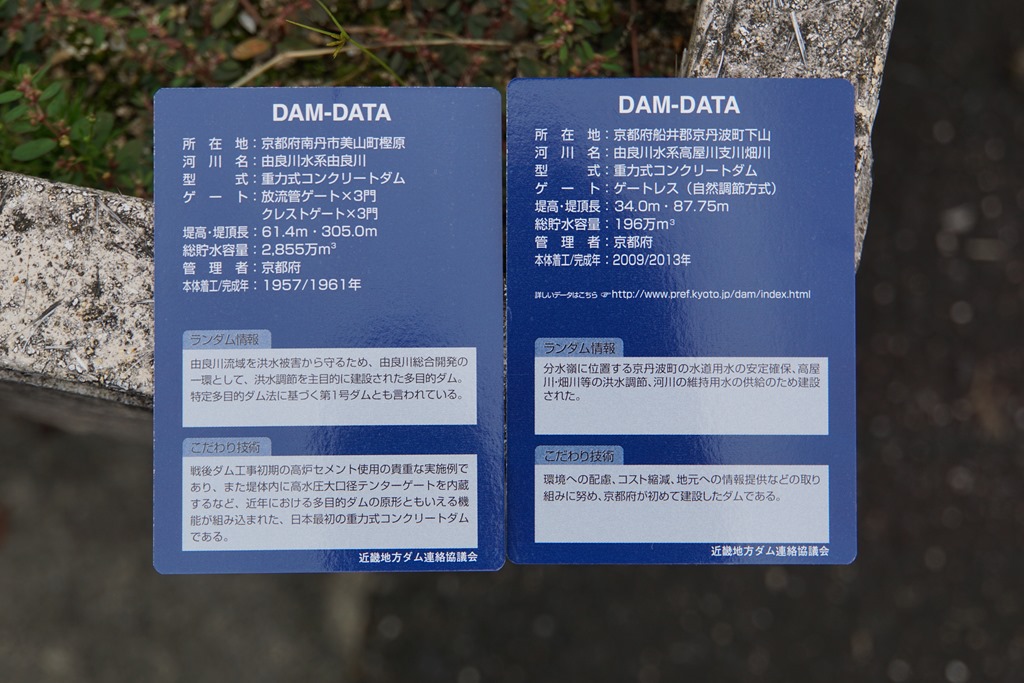 DAM-DATA
所在地：京都府南丹市美山町樫原
河川名：由良川水系由良川
型式：重力式コンクリートダム
ゲート：放流管ゲート×3門
クレストゲート×3門
堤高・堤頂長：61.4m・305.0m
総貯水容量：2,855万m³
管理者：京都府
本体着工/完成年：1957/1961年
ランダム情報
由良川流域を洪水被害から守るため、由良川総合開発の
一環として、洪水調節を主目的に建設された多目的ダム。
特定多目的ダム法に基づく第1号ダムとも言われている。
こだわり技術
戦後ダム工事初期の高炉セメント使用の貴重な実施例で
あり、また堤体内に高水圧大口径テンターゲートを内蔵
するなど、近年における多目的ダムの原形ともいえる機
能が組み込まれた、日本最初の重力式コンクリートダム
である。
近畿地方ダム連絡協議会
DAM-DATA
所在地：京都府船井郡京丹波町下山
河川名：由良川水系高屋川支川畑川
型式：重力式コンクリートダム
ゲート：ゲートレス（自然調節方式）
堤高・堤頂長：34.0m・87.75m
総貯水容量：196万m³
管理者：京都府
本体着工/完成年：2009/2013年
詳しいデータはこちら☞http://www.pref.kyoto.jp/dam/index.html
ランダム情報
分水嶺に位置する京丹波町の水道用水の安定確保、高屋
川・畑川等の洪水調節、河川の維持用水の供給のため建設
された。
こだわり技術
環境への配慮、コスト縮減、地元への情報提供などの取り
組みに努め、京都府が初めて建設したダムである。
近畿地方ダム連絡協議会